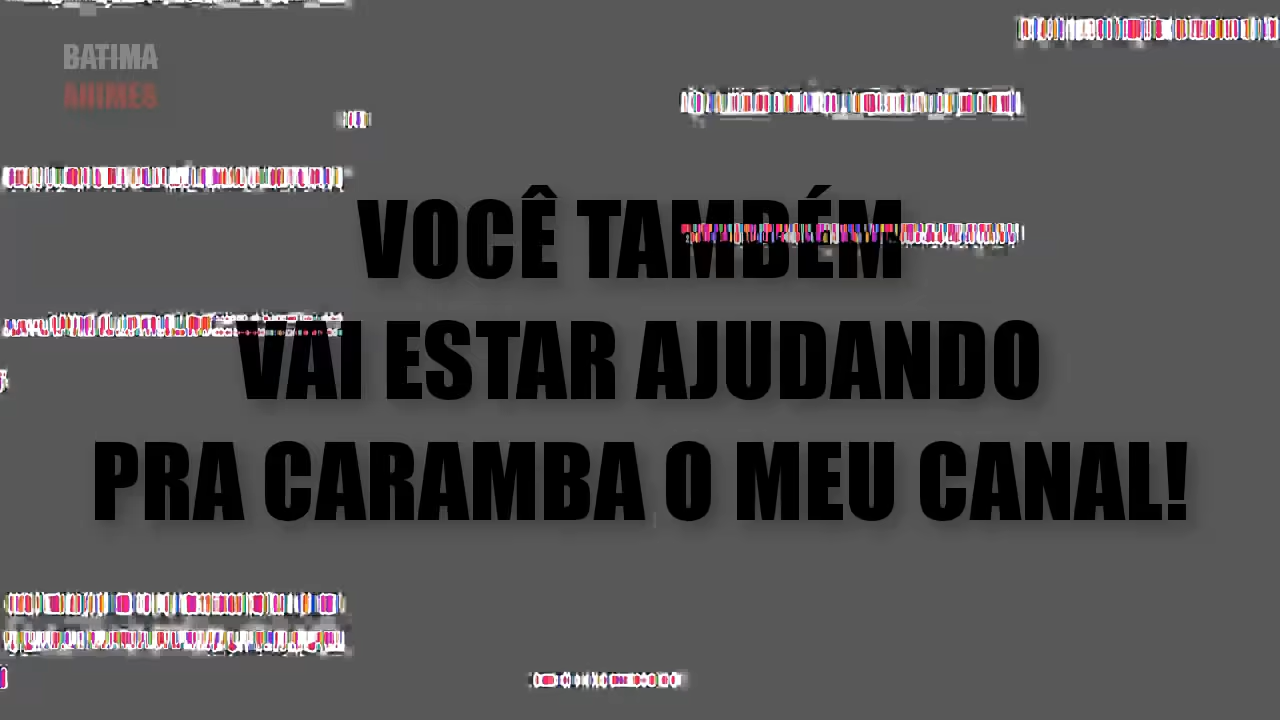 BATIMA
ANIMES
VOCÊ TAMBÉM
VAI ESTAR AJUDANDO
PRA CARAMBA O MEU CANAL!